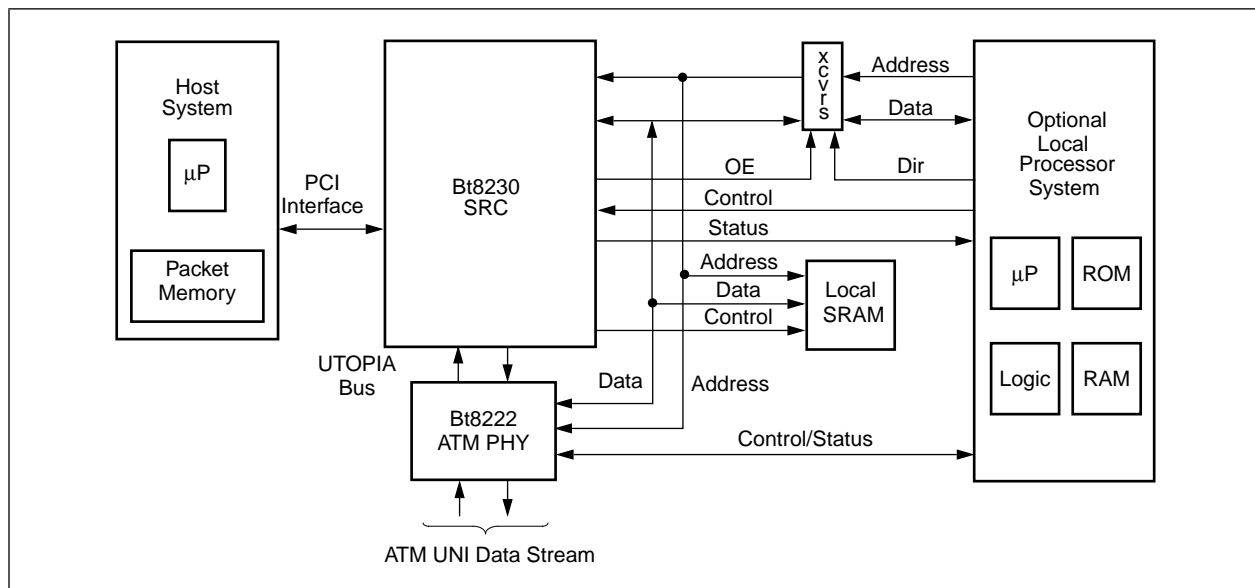 Host
System
μP
Packet
Memory
PCI
Interface
Bt8230
SRC
UTOPIA
Bus
Bt8222
ATM PHY
ATM UNI Data Stream
xcvrs
Address
Data
OE
Dir
Control
Status
Address
Data
Control
Local
SRAM
Data
Address
Control/Status
Optional
Local
Processor
System
μP
ROM
Logic
RAM